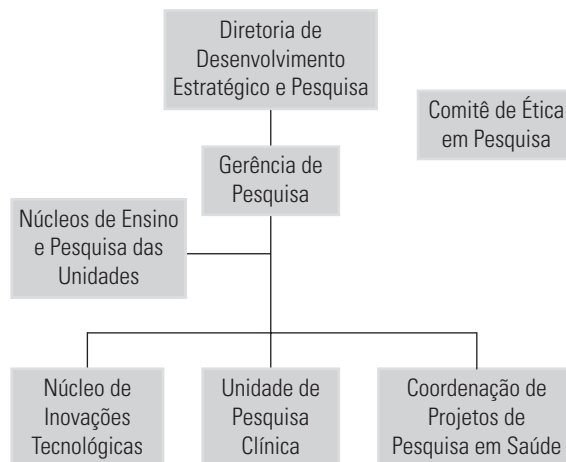 Diretoria de
Desenvolvimento
Estratégico e Pesquisa
Comitê de Ética
em Pesquisa
Gerência de
Pesquisa
Núcleos de Ensino
e Pesquisa das
Unidades
Núcleo de
Inovações
Tecnológicas
Unidade de
Pesquisa
Clínica
Coordenação de
Projetos de
Pesquisa em Saúde